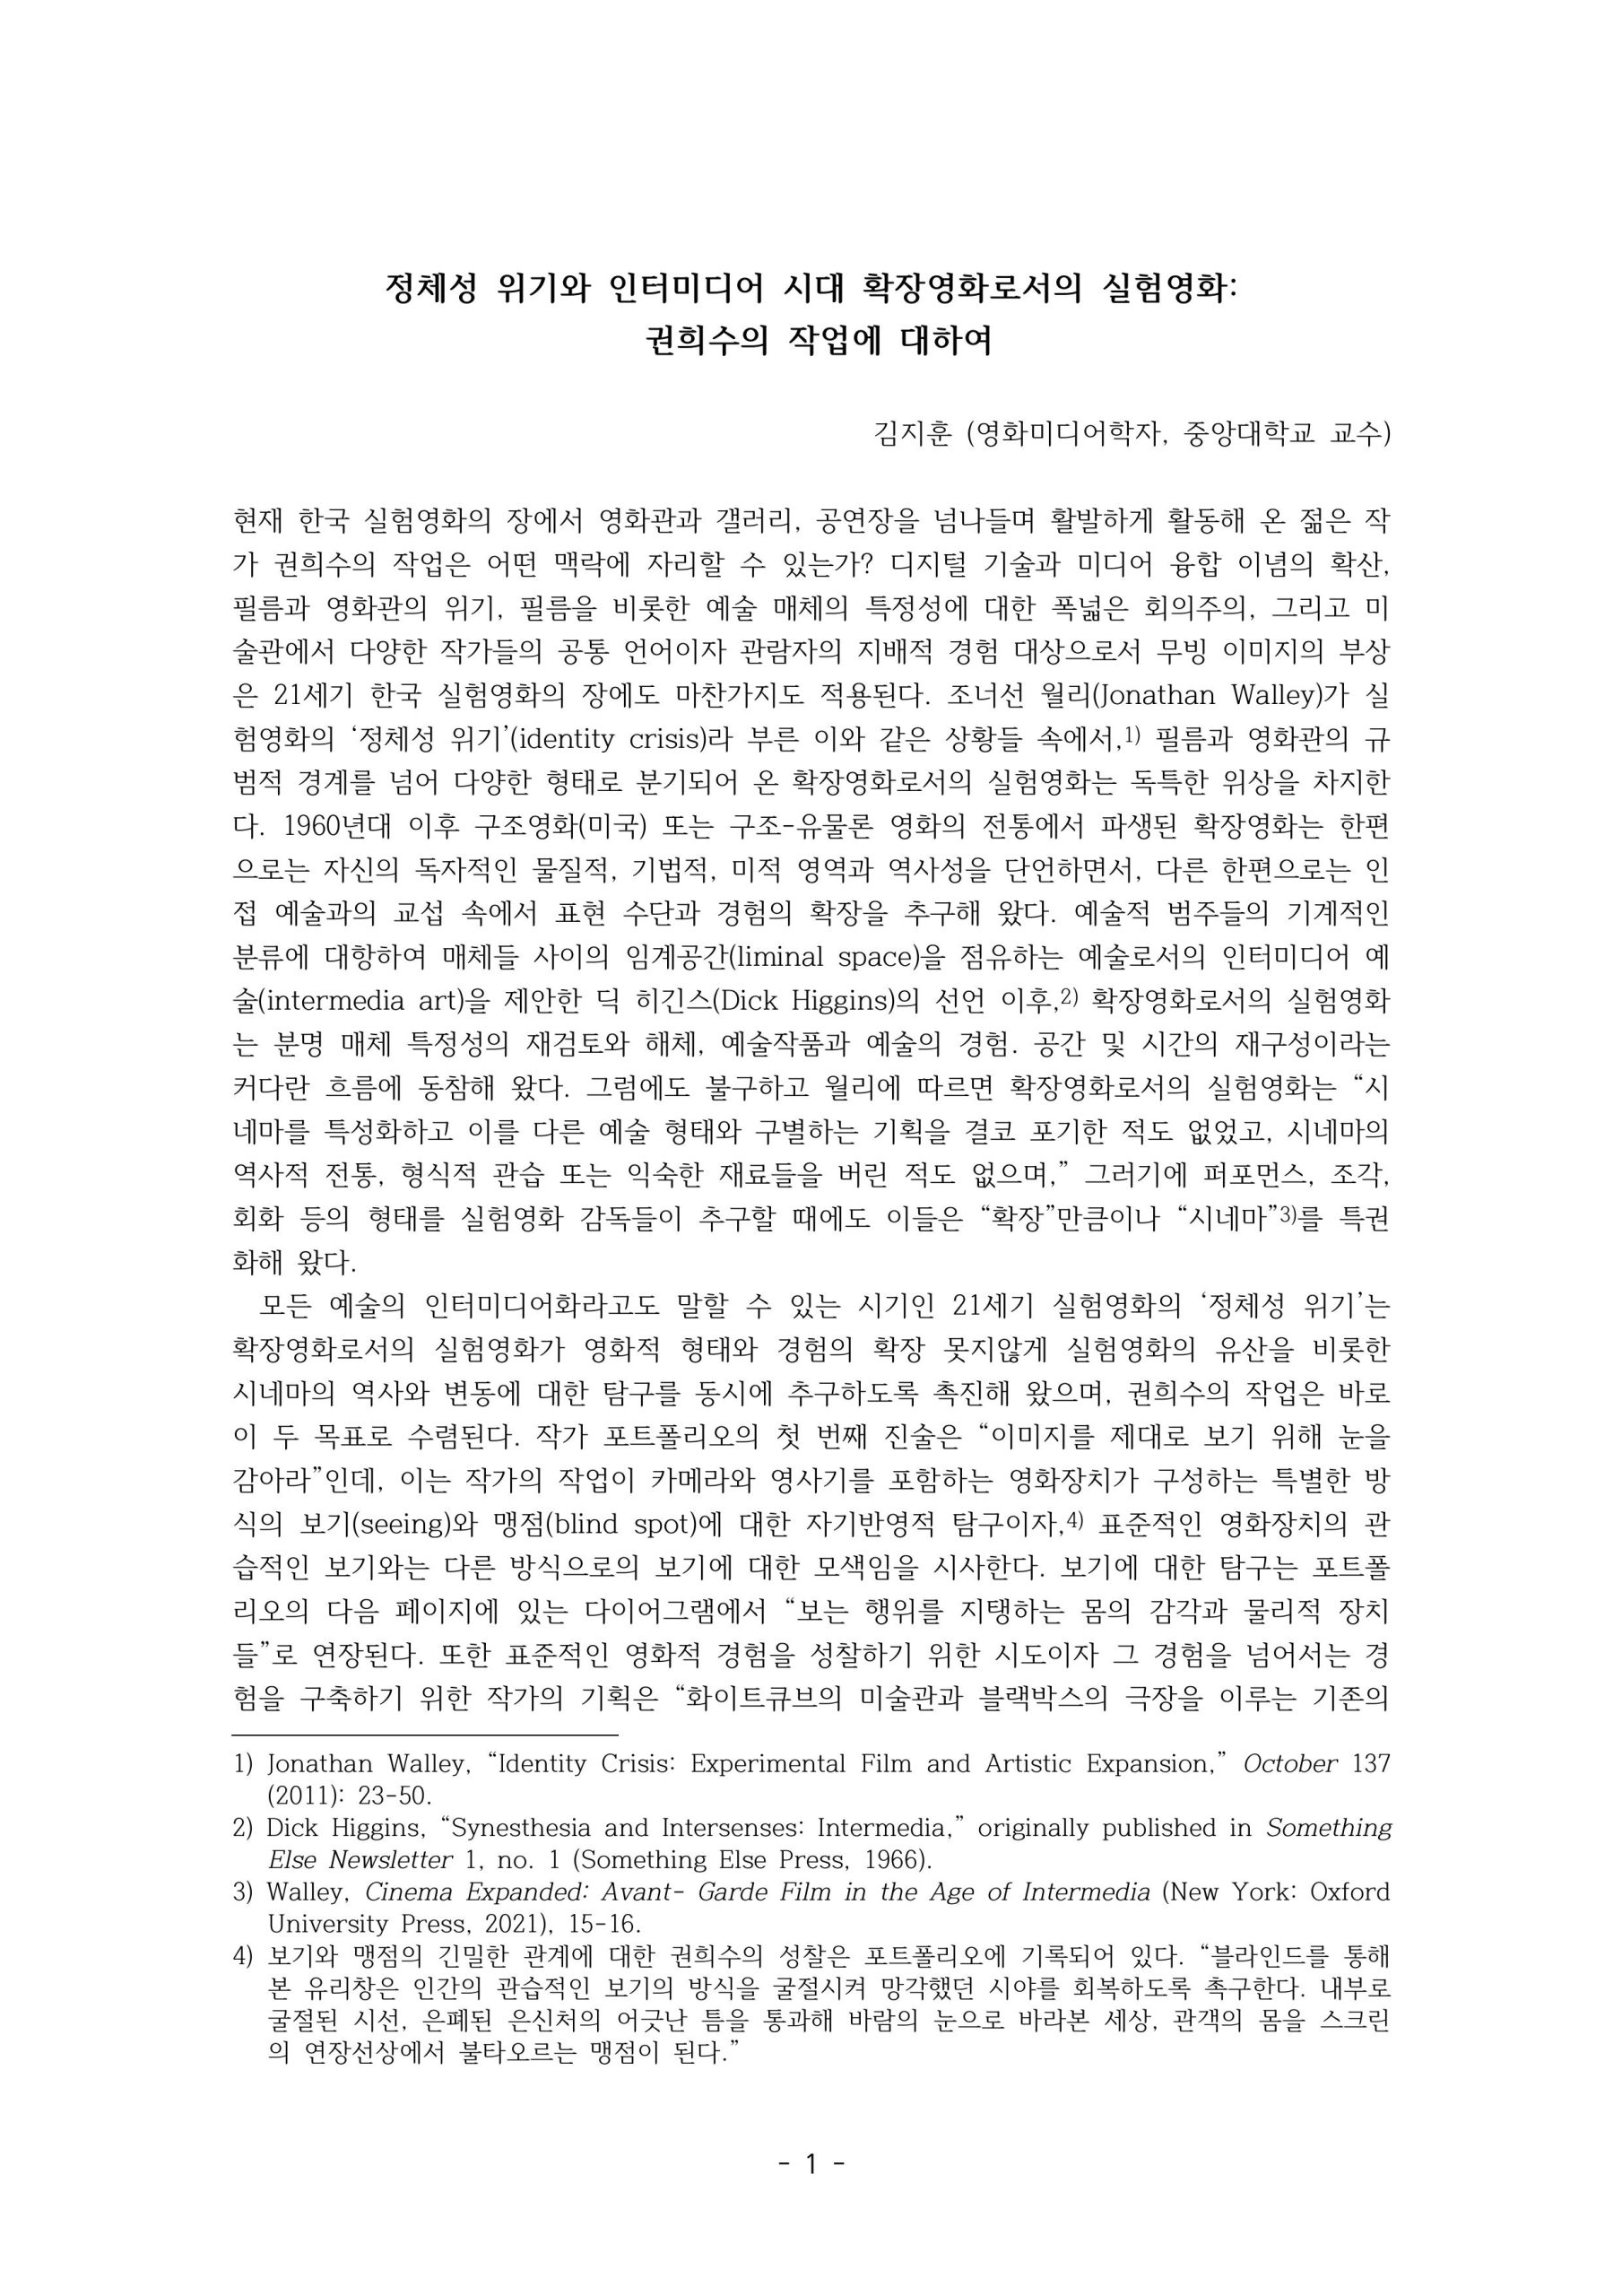 정체성 위기와 인터미디어 시대 확장영화로서의 실험영화:
권희수의 작업에 대하여
김지훈 (영화미디어학자, 중앙대학교 교수)
현재 한국 실험영화의 장에서 영화관과 갤러리, 공연장을 넘나들며 활발하게 활동해 온 젊은 작
가 권희수의 작업은 어떤 맥락에 자리할 수 있는가? 디지털 기술과 미디어 융합 이념의 확산,
필름과 영화관의 위기, 필름을 비롯한 예술 매체의 특정성에 대한 폭넓은 회의주의, 그리고 미
술관에서 다양한 작가들의 공통 언어이자 관람자의 지배적 경험 대상으로서 무빙 이미지의 부상
은 21세기 한국 실험영화의 장에도 마찬가지도 적용된다. 조너선 월리(Jonathan Walley)가 실
험영화의 ‘정체성 위기’(identity crisis)라 부른 이와 같은 상황들 속에서,1) 필름과 영화관의 규
범적 경계를 넘어 다양한 형태로 분기되어 온 확장영화로서의 실험영화는 독특한 위상을 차지한
다. 1960년대 이후 구조영화(미국) 또는 구조-유물론 영화의 전통에서 파생된 확장영화는 한편
으로는 자신의 독자적인 물질적, 기법적, 미적 영역과 역사성을 단언하면서, 다른 한편으로는 인
접 예술과의 교섭 속에서 표현 수단과 경험의 확장을 추구해 왔다. 예술적 범주들의 기계적인
분류에 대항하여 매체들 사이의 임계공간(liminal space)을 점유하는 예술로서의 인터미디어 예
술(intermedia art)을 제안한 딕 히긴스(Dick Higgins)의 선언 이후,2) 확장영화로서의 실험영화
는 분명 매체 특정성의 재검토와 해체, 예술작품과 예술의 경험. 공간 및 시간의 재구성이라는
커다란 흐름에 동참해 왔다. 그럼에도 불구하고 월리에 따르면 확장영화로서의 실험영화는 “시
네마를 특성화하고 이를 다른 예술 형태와 구별하는 기획을 결코 포기한 적도 없었고, 시네마의
역사적 전통, 형식적 관습 또는 익숙한 재료들을 버린 적도 없으며,” 그러기에 퍼포먼스, 조각,
회화 등의 형태를 실험영화 감독들이 추구할 때에도 이들은 “확장”만큼이나 “시네마”3)를 특권
화해 왔다.
모든 예술의 인터미디어화라고도 말할 수 있는 시기인 21세기 실험영화의 ‘정체성 위기’는
확장영화로서의 실험영화가 영화적 형태와 경험의 확장 못지않게 실험영화의 유산을 비롯한
시네마의 역사와 변동에 대한 탐구를 동시에 추구하도록 촉진해 왔으며, 권희수의 작업은 바로
이 두 목표로 수렴된다. 작가 포트폴리오의 첫 번째 진술은 “이미지를 제대로 보기 위해 눈을
감아라”인데, 이는 작가의 작업이 카메라와 영사기를 포함하는 영화장치가 구성하는 특별한 방
식의 보기(seeing)와 맹점(blind spot)에 대한 자기반영적 탐구이자,4) 표준적인 영화장치의 관
습적인 보기와는 다른 방식으로의 보기에 대한 모색임을 시사한다. 보기에 대한 탐구는 포트폴
리오의 다음 페이지에 있는 다이어그램에서 “보는 행위를 지탱하는 몸의 감각과 물리적 장치
들”로 연장된다. 또한 표준적인 영화적 경험을 성찰하기 위한 시도이자 그 경험을 넘어서는 경
험을 구축하기 위한 작가의 기획은 “화이트큐브의 미술관과 블랙박스의 극장을 이루는 기존의
1) Jonathan Walley, “Identity Crisis: Experimental Film and Artistic Expansion,” October 137
(2011): 23-50.
2) Dick Higgins, “Synesthesia and Intersenses: Intermedia,” originally published in Something
Else Newsletter 1, no. 1 (Something Else Press, 1966).
3) Walley, Cinema Expanded: Avant- Garde Film in the Age of Intermedia (New York: Oxford
University Press, 2021), 15-16.
4) 보기와 맹점의 긴밀한 관계에 대한 권희수의 성찰은 포트폴리오에 기록되어 있다. “블라인드를 통해
본 유리창은 인간의 관습적인 보기의 방식을 굴절시켜 망각했던 시야를 회복하도록 촉구한다. 내부로
굴절된 시선, 은폐된 은신처의 어긋난 틈을 통과해 바람의 눈으로 바라본 세상, 관객의 몸을 스크린
의 연장선상에서 불타오르는 맹점이 된다.”
- 1 -